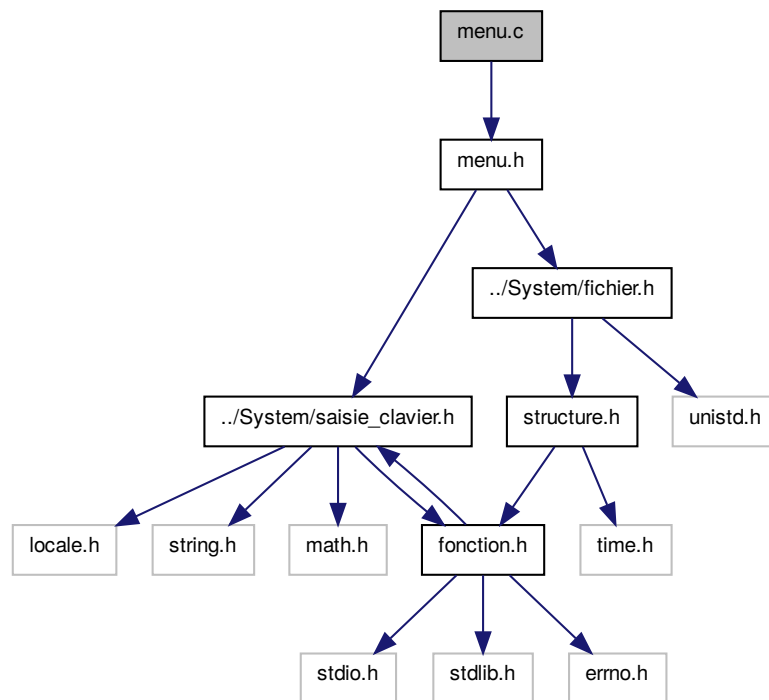 menu.c
menu.h
../System/fichier.h
../System/saisie_clavier.h
structure.h
unistd.h
locale.h
string.h
math.h
fonction.h
time.h
stdio.h
stdlib.h
errno.h